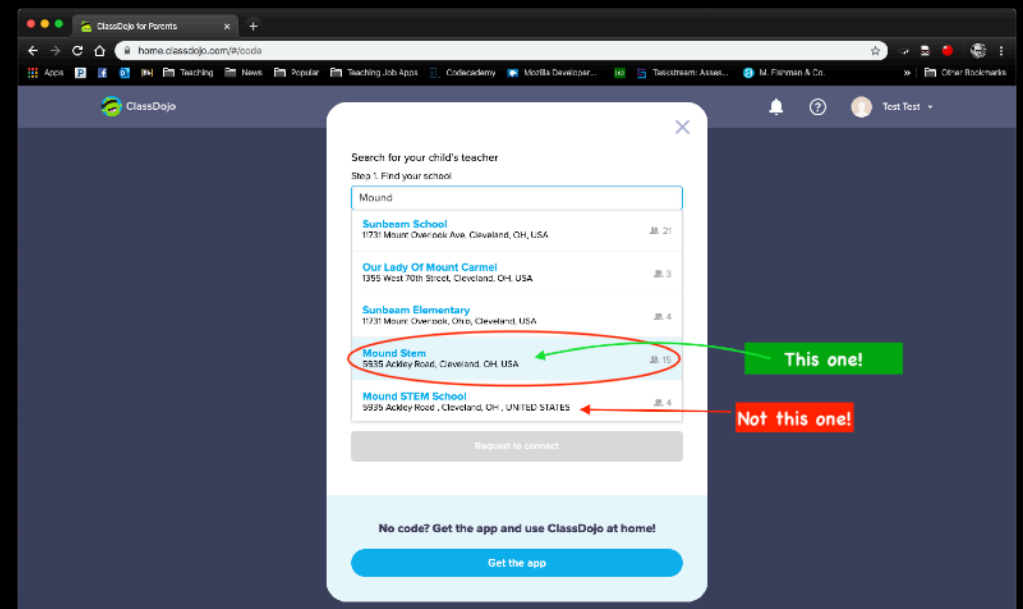 ClassDojo for Parents
home.classdojo.com/#/code
Apps
Teaching
News
Popular
Teaching Job Apps
Codecademy
Mozilla Developer...
Taskstream: Asses...
M. Fishman & Co.
Other Bookmarks
ClassDojo
Test Test
Search for your child's teacher
Step 1. Find your school
Mound
Sunbeam School
11731 Mount Overlook Ave, Cleveland, OH, USA
21
Our Lady Of Mount Carmel
1355 West 70th Street, Cleveland, OH, USA
3
Sunbeam Elementary
11731 Mount Overlook, Ohio, Cleveland, USA
4
Mound Stem
5935 Ackley Road, Cleveland, OH, USA
15
This one!
Mound STEM School
5935 Ackley Road , Cleveland, OH , UNITED STATES
4
Not this one!
Request to connect
No code? Get the app and use ClassDojo at home!
Get the app